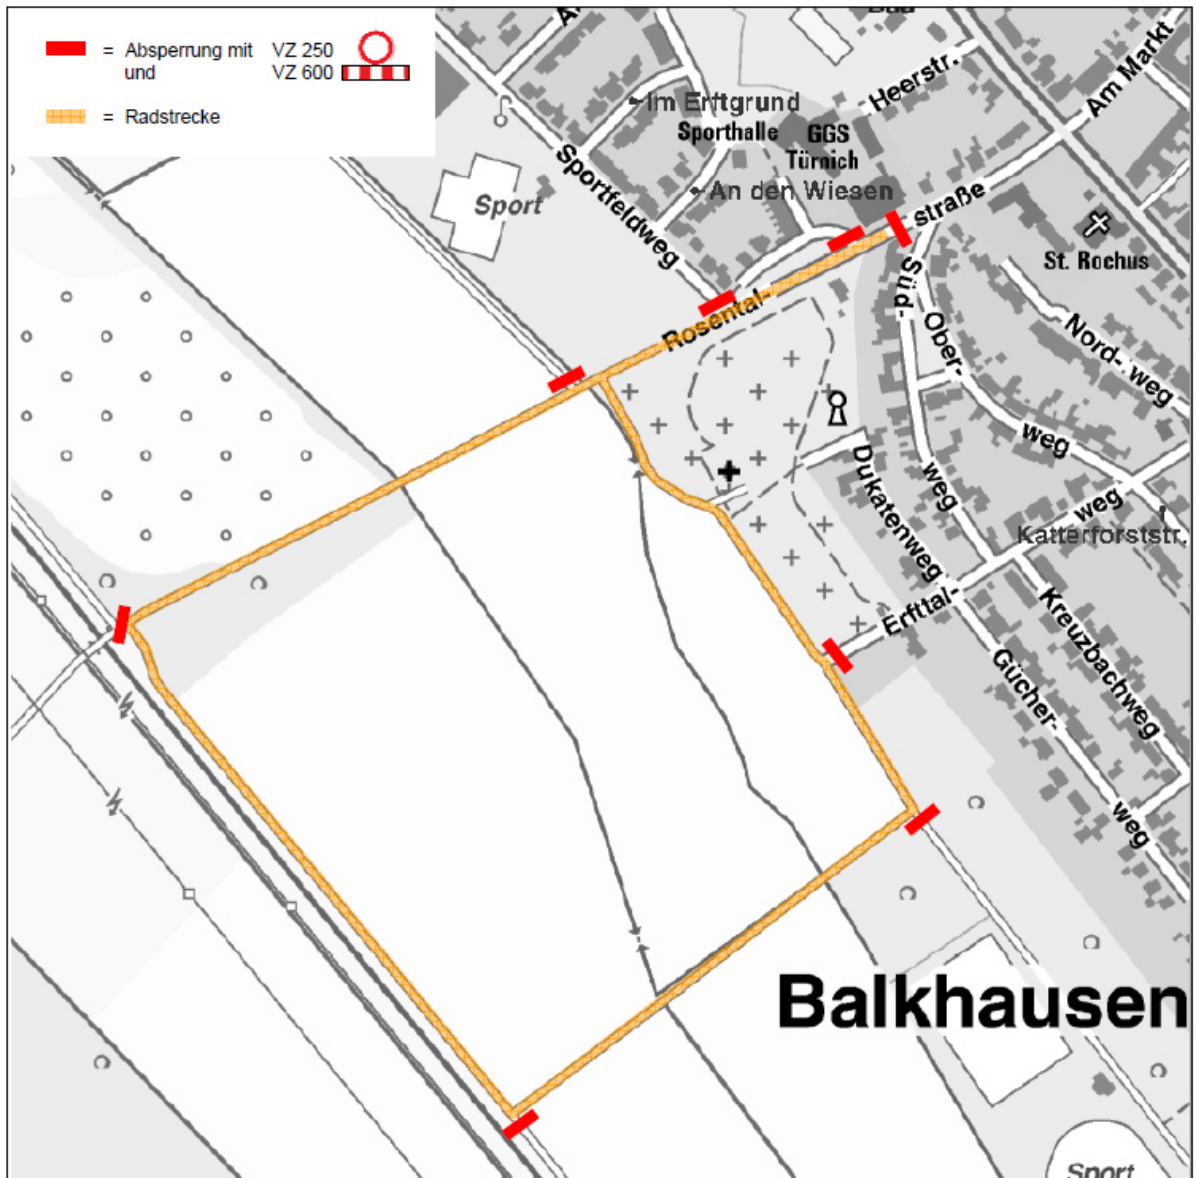 = Absperrung mit VZ 250
und VZ 600
= Radstrecke
Heerstr.
Am Markt
Im Erftgrund
Sporthalle
GGS
Türnich
An den Wiesen
Sportfeldweg
Sport
straße
St. Rochus
Süd-
Rosental-
Ober-
Nord- weg
weg
Dukatenweg
weg
weg
Katterforststr.
Erfttal-
Kreuzbachweg
Gücher-
weg
Balkhausen
Sport